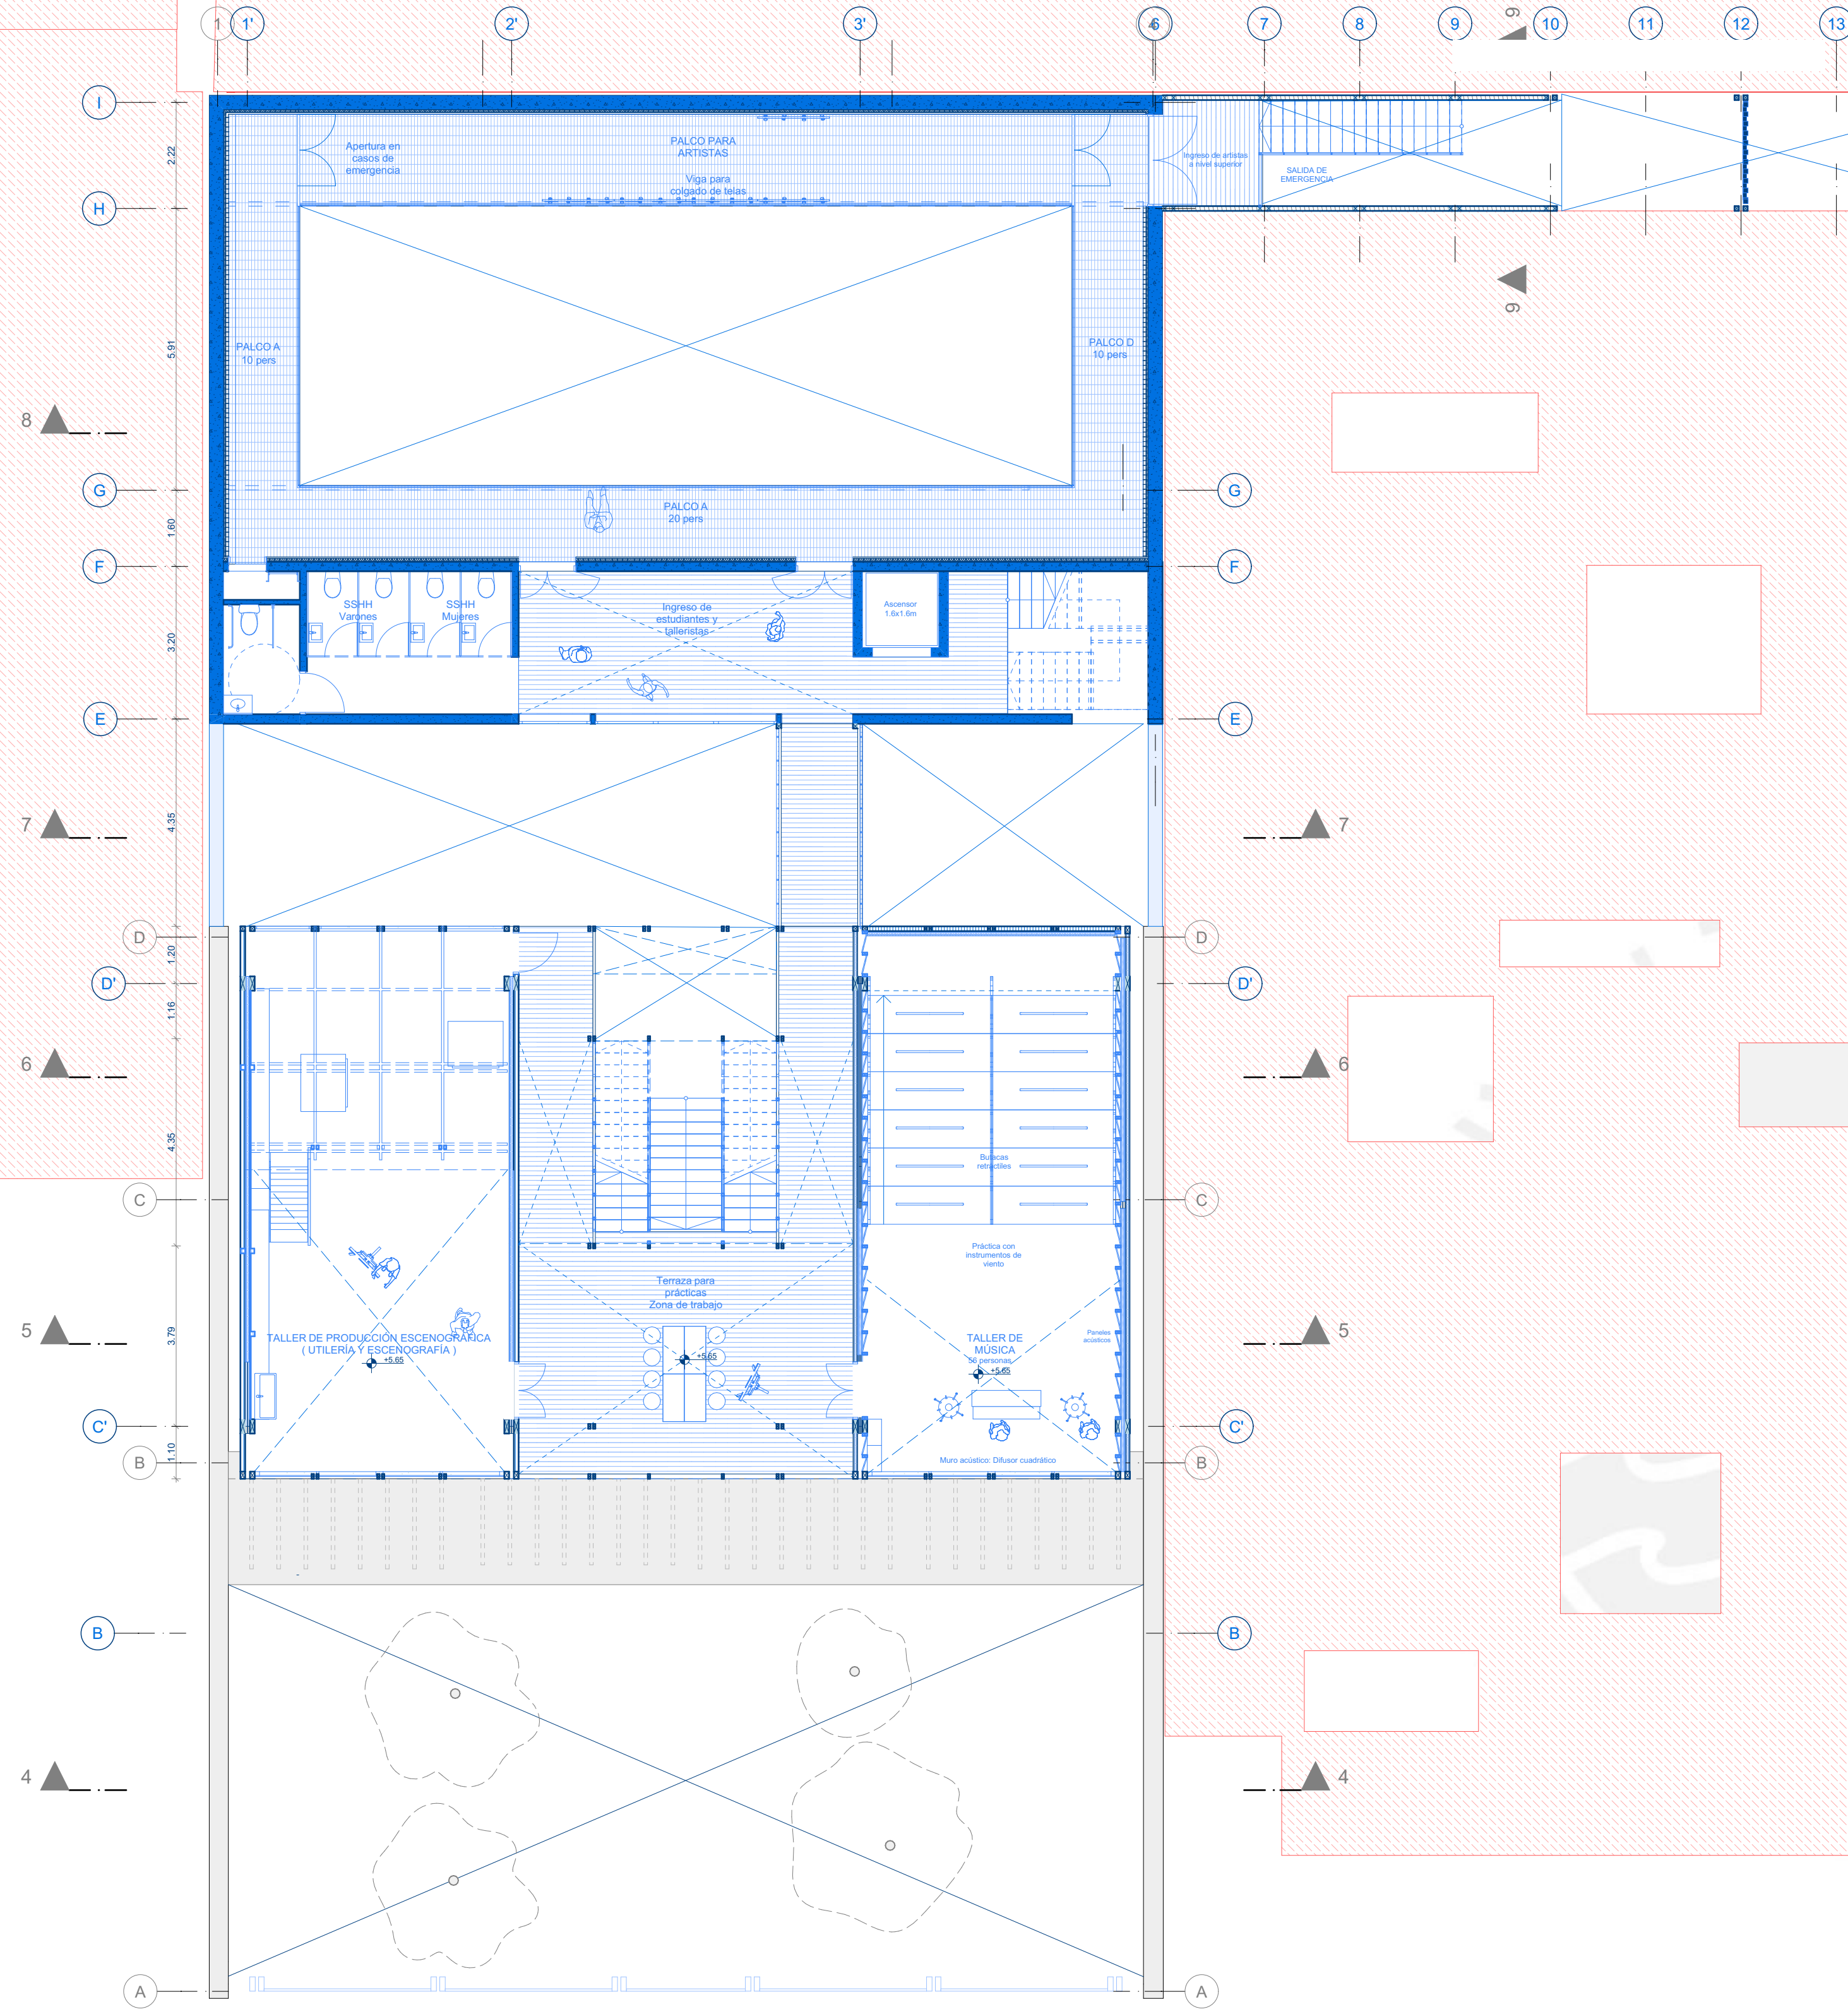 1
1'
2'
3'
6
7
8
9
10
11
12
13
9
I
2.22
Apertura en
casos de
emergencia
PALCO PARA
ARTISTAS
Viga para
colgado de telas
Ingreso de artistas
a nivel superior
SALIDA DE
EMERGENCIA
H
9
5.91
PALCO A
10 pers
PALCO D
10 pers
8
G
PALCO A
20 pers
G
1.60
F
F
SSHH
Varones
SSHH
Mujeres
Ingreso de
estudiantes y
talleristas
Ascensor
1.6x1.6m
3.20
E
E
7
4.35
7
D
D
1.20
D'
D'
1.16
6
6
4.35
Butacas
retráctiles
C
C
Práctica con
instrumentos de
viento
Terraza para
prácticas
Zona de trabajo
5
3.79
TALLER DE PRODUCCIÓN ESCENOGRÁFICA
( UTILERÍA Y ESCENOGRAFÍA )
+5.65
+5.65
TALLER DE
MÚSICA
56 personas
+5.65
Paneles
acústicos
5
C'
C'
1.10
B
Muro acústico: Difusor cuadrático
B
B
B
4
4
A
A